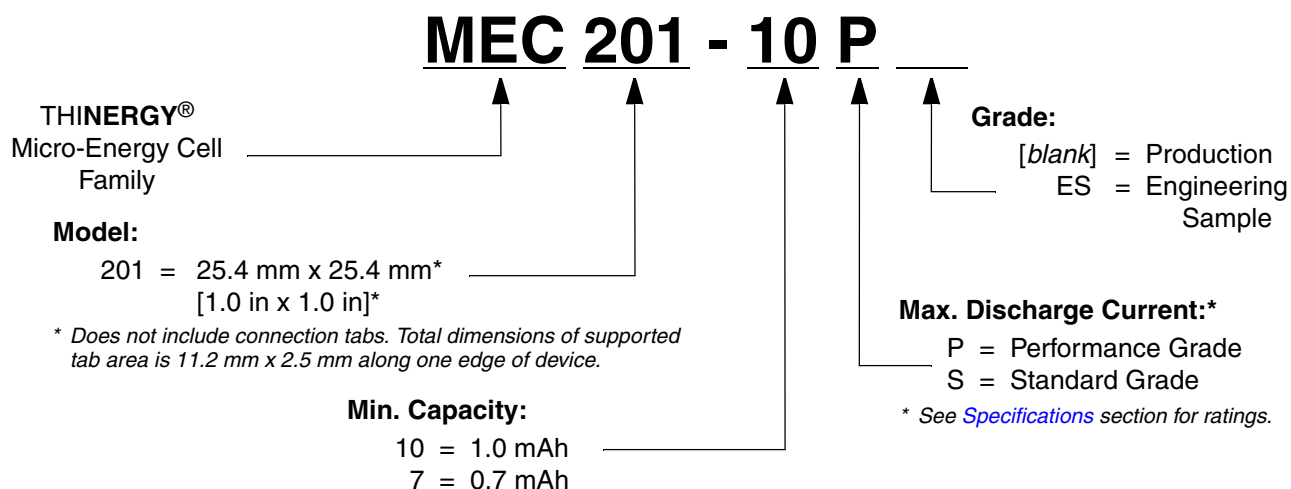 MEC 201 - 10 P
THINERGY®
Micro-Energy Cell
Family
Model:
201 = 25.4 mm x 25.4 mm*
[1.0 in x 1.0 in]*
* Does not include connection tabs. Total dimensions of supported
tab area is 11.2 mm x 2.5 mm along one edge of device.
Min. Capacity:
10 = 1.0 mAh
7 = 0.7 mAh
Grade:
[blank] = Production
ES = Engineering
Sample
Max. Discharge Current:*
P = Performance Grade
S = Standard Grade
* See Specifications section for ratings.